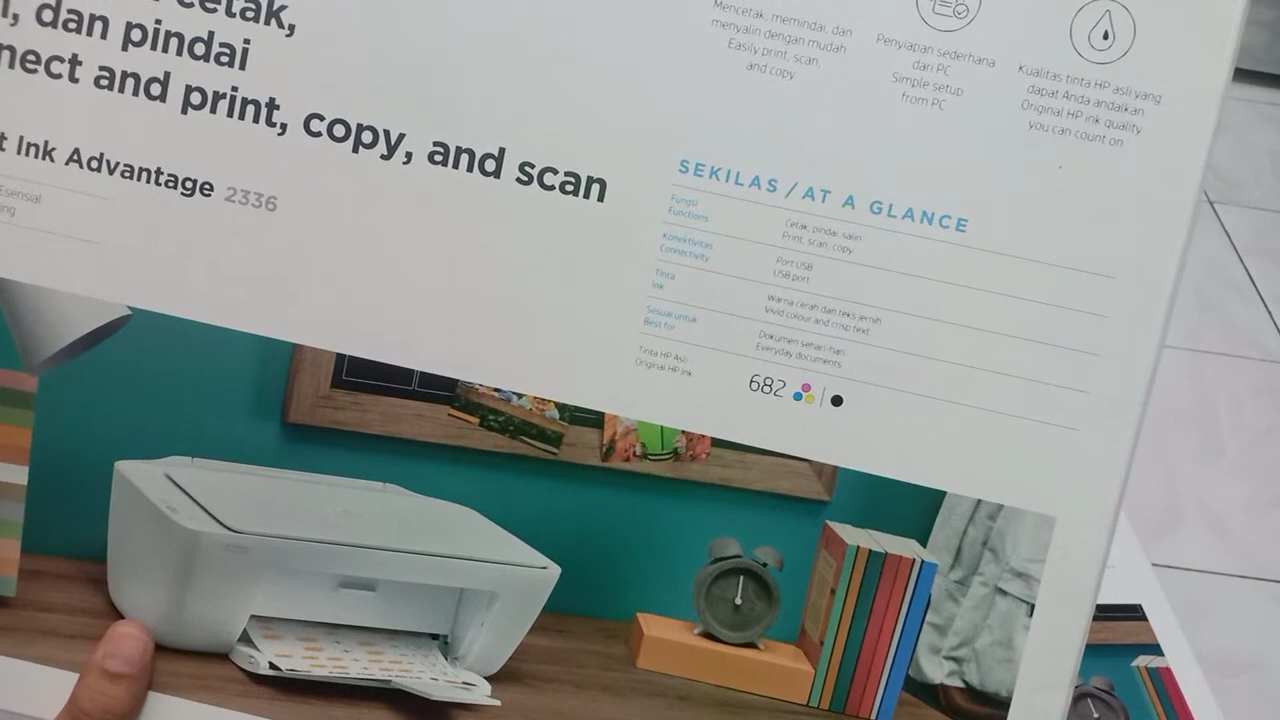 cetak,
dan pindai
and print, copy, and scan
Ink Advantage 2336
Esensial
Mencetak, memindai, dan
menyalin dengan mudah
Easily print, scan,
and copy
Penyiapan sederhana
dari PC
Simple setup
from PC
Kualitas tinta HP asli yang
dapat Anda andalkan
Original HP ink quality
you can count on
SEKILAS / AT A GLANCE
Fungsi
Functions
Cetak, pindai, salin
Print, scan, copy
Konektivitas
Connectivity
Port USB
USB port
Tinta
Ink
Warna cerah dan teks jernih
Vivid colour and crisp text
Sesuai untuk
Best for
Dokumen sehari-hari
Everyday documents
Tinta HP Asli
Original HP ink
682